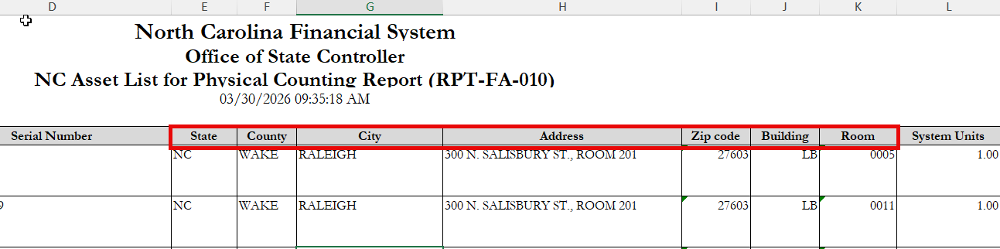 D E F G H I J K L
North Carolina Financial System
Office of State Controller
NC Asset List for Physical Counting Report (RPT-FA-010)
03/30/2026 09:35:18 AM
Serial Number State County City Address Zip code Building Room System Units
NC WAKE RALEIGH 300 N. SALISBURY ST., ROOM 201 27603 LB 0005 1.00
9 NC WAKE RALEIGH 300 N. SALISBURY ST., ROOM 201 27603 LB 0011 1.00